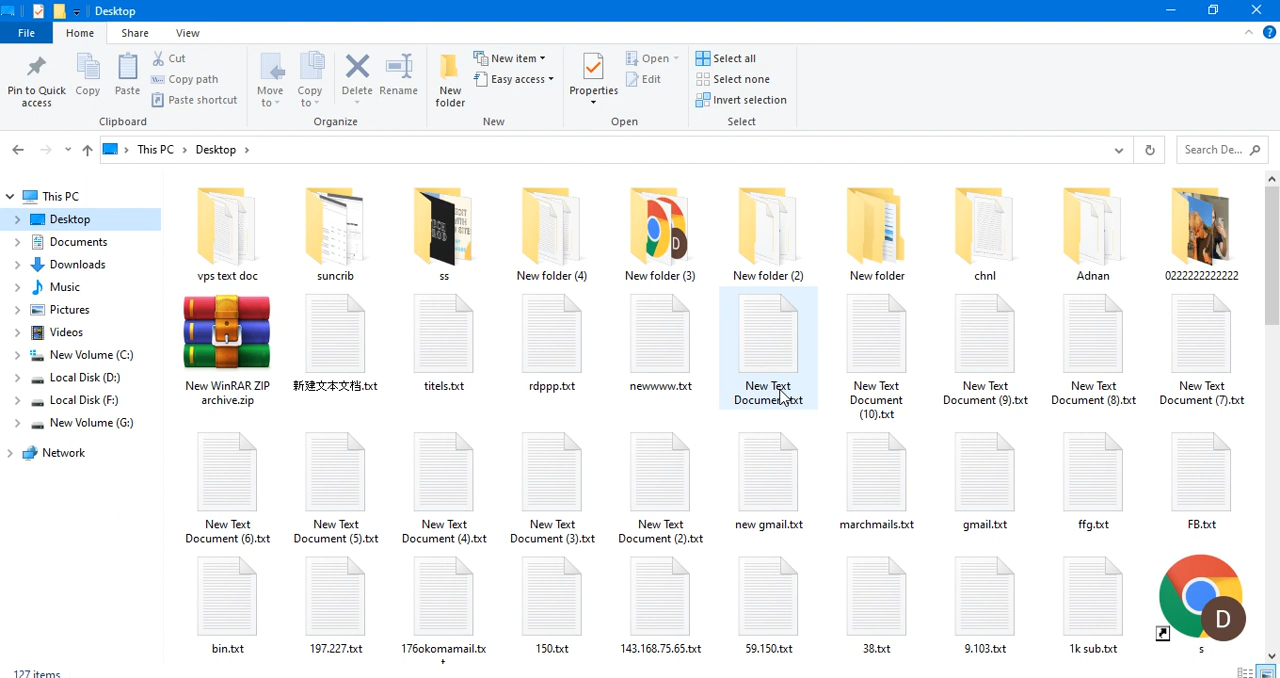 Desktop
File
Home
Share
View
Pin to Quick
access
Copy
Paste
Cut
Copy path
Paste shortcut
Clipboard
Move
to
Copy
to
Delete
Rename
Organize
New
folder
New item
Easy access
New
Properties
Open
Edit
Open
Select all
Select none
Invert selection
Select
This PC
Desktop
Search De...
This PC
Desktop
Documents
Downloads
Music
Pictures
Videos
New Volume (C:)
Local Disk (D:)
Local Disk (F:)
New Volume (G:)
Network
vps text doc
suncrib
ss
New folder (4)
New folder (3)
New folder (2)
New folder
chnl
Adnan
0222222222222
New WinRAR ZIP
archive.zip
新建文本文档.txt
titels.txt
rdppp.txt
newwww.txt
New Text
Document.txt
New Text
Document
(10).txt
New Text
Document (9).txt
New Text
Document (8).txt
New Text
Document (7).txt
New Text
Document (6).txt
New Text
Document (5).txt
New Text
Document (4).txt
New Text
Document (3).txt
New Text
Document (2).txt
new gmail.txt
marchmails.txt
gmail.txt
ffg.txt
FB.txt
bin.txt
197.227.txt
176okomamail.tx
t
150.txt
143.168.75.65.txt
59.150.txt
38.txt
9.103.txt
1k sub.txt
D
s
127 items